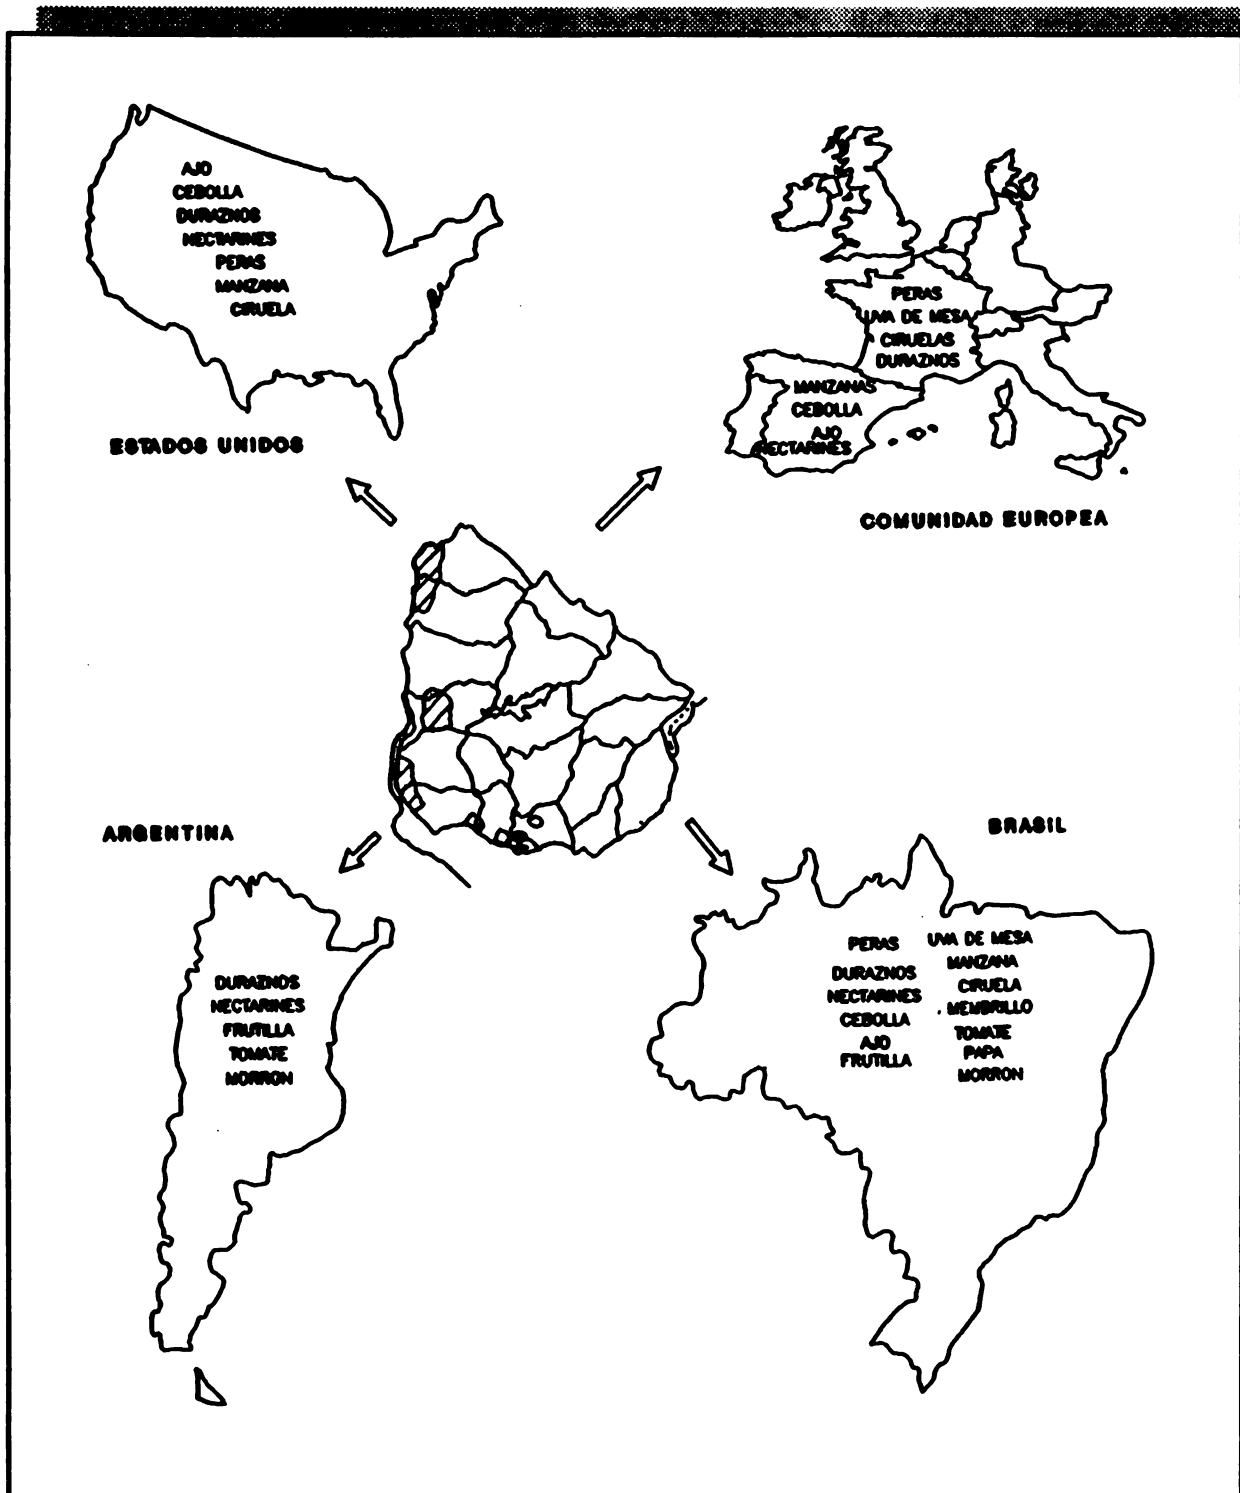 AJO
CEBOLLA
DURAZNOS
NECTARINES
PERAS
MANZANA
CIRUELA
ESTADOS UNIDOS
PERAS
UVA DE MESA
CIRUELAS
DURAZNOS
MANZANAS
CEBOLLA
AJO
NECTARINES
COMUNIDAD EUROPEA
ARGENTINA
DURAZNOS
NECTARINES
FRUTILLA
TOMATE
MORRON
BRASIL
PERAS
DURAZNOS
NECTARINES
CEBOLLA
AJO
FRUTILLA
UVA DE MESA
MANZANA
CIRUELA
MEMBRILLO
TOMATE
PAPA
MORRON